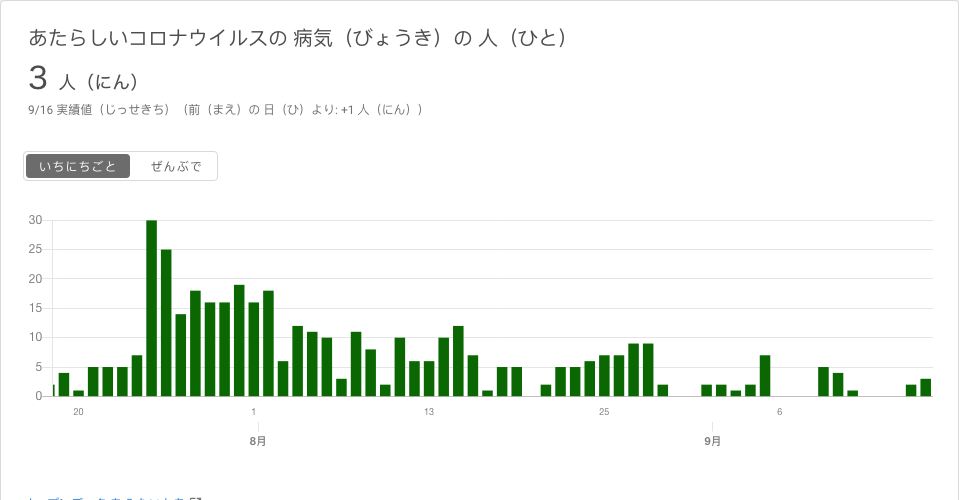 あたらしいコロナウイルスの 病気（びょうき）の 人（ひと）
3 人（にん）
9/16 実績値（じっせきち）（前（まえ）の 日（ひ）より: +1 人（にん））
いちにちごと ぜんぶで
30
25
20
15
10
5
0
20 1 13 25 6
8月 9月